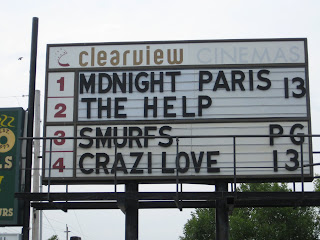 clearview CINEMAS
1 MDNIGHT PARIS 13
2 THE HELP
3 SMURFS PG
4 CRAZI LOVE 13